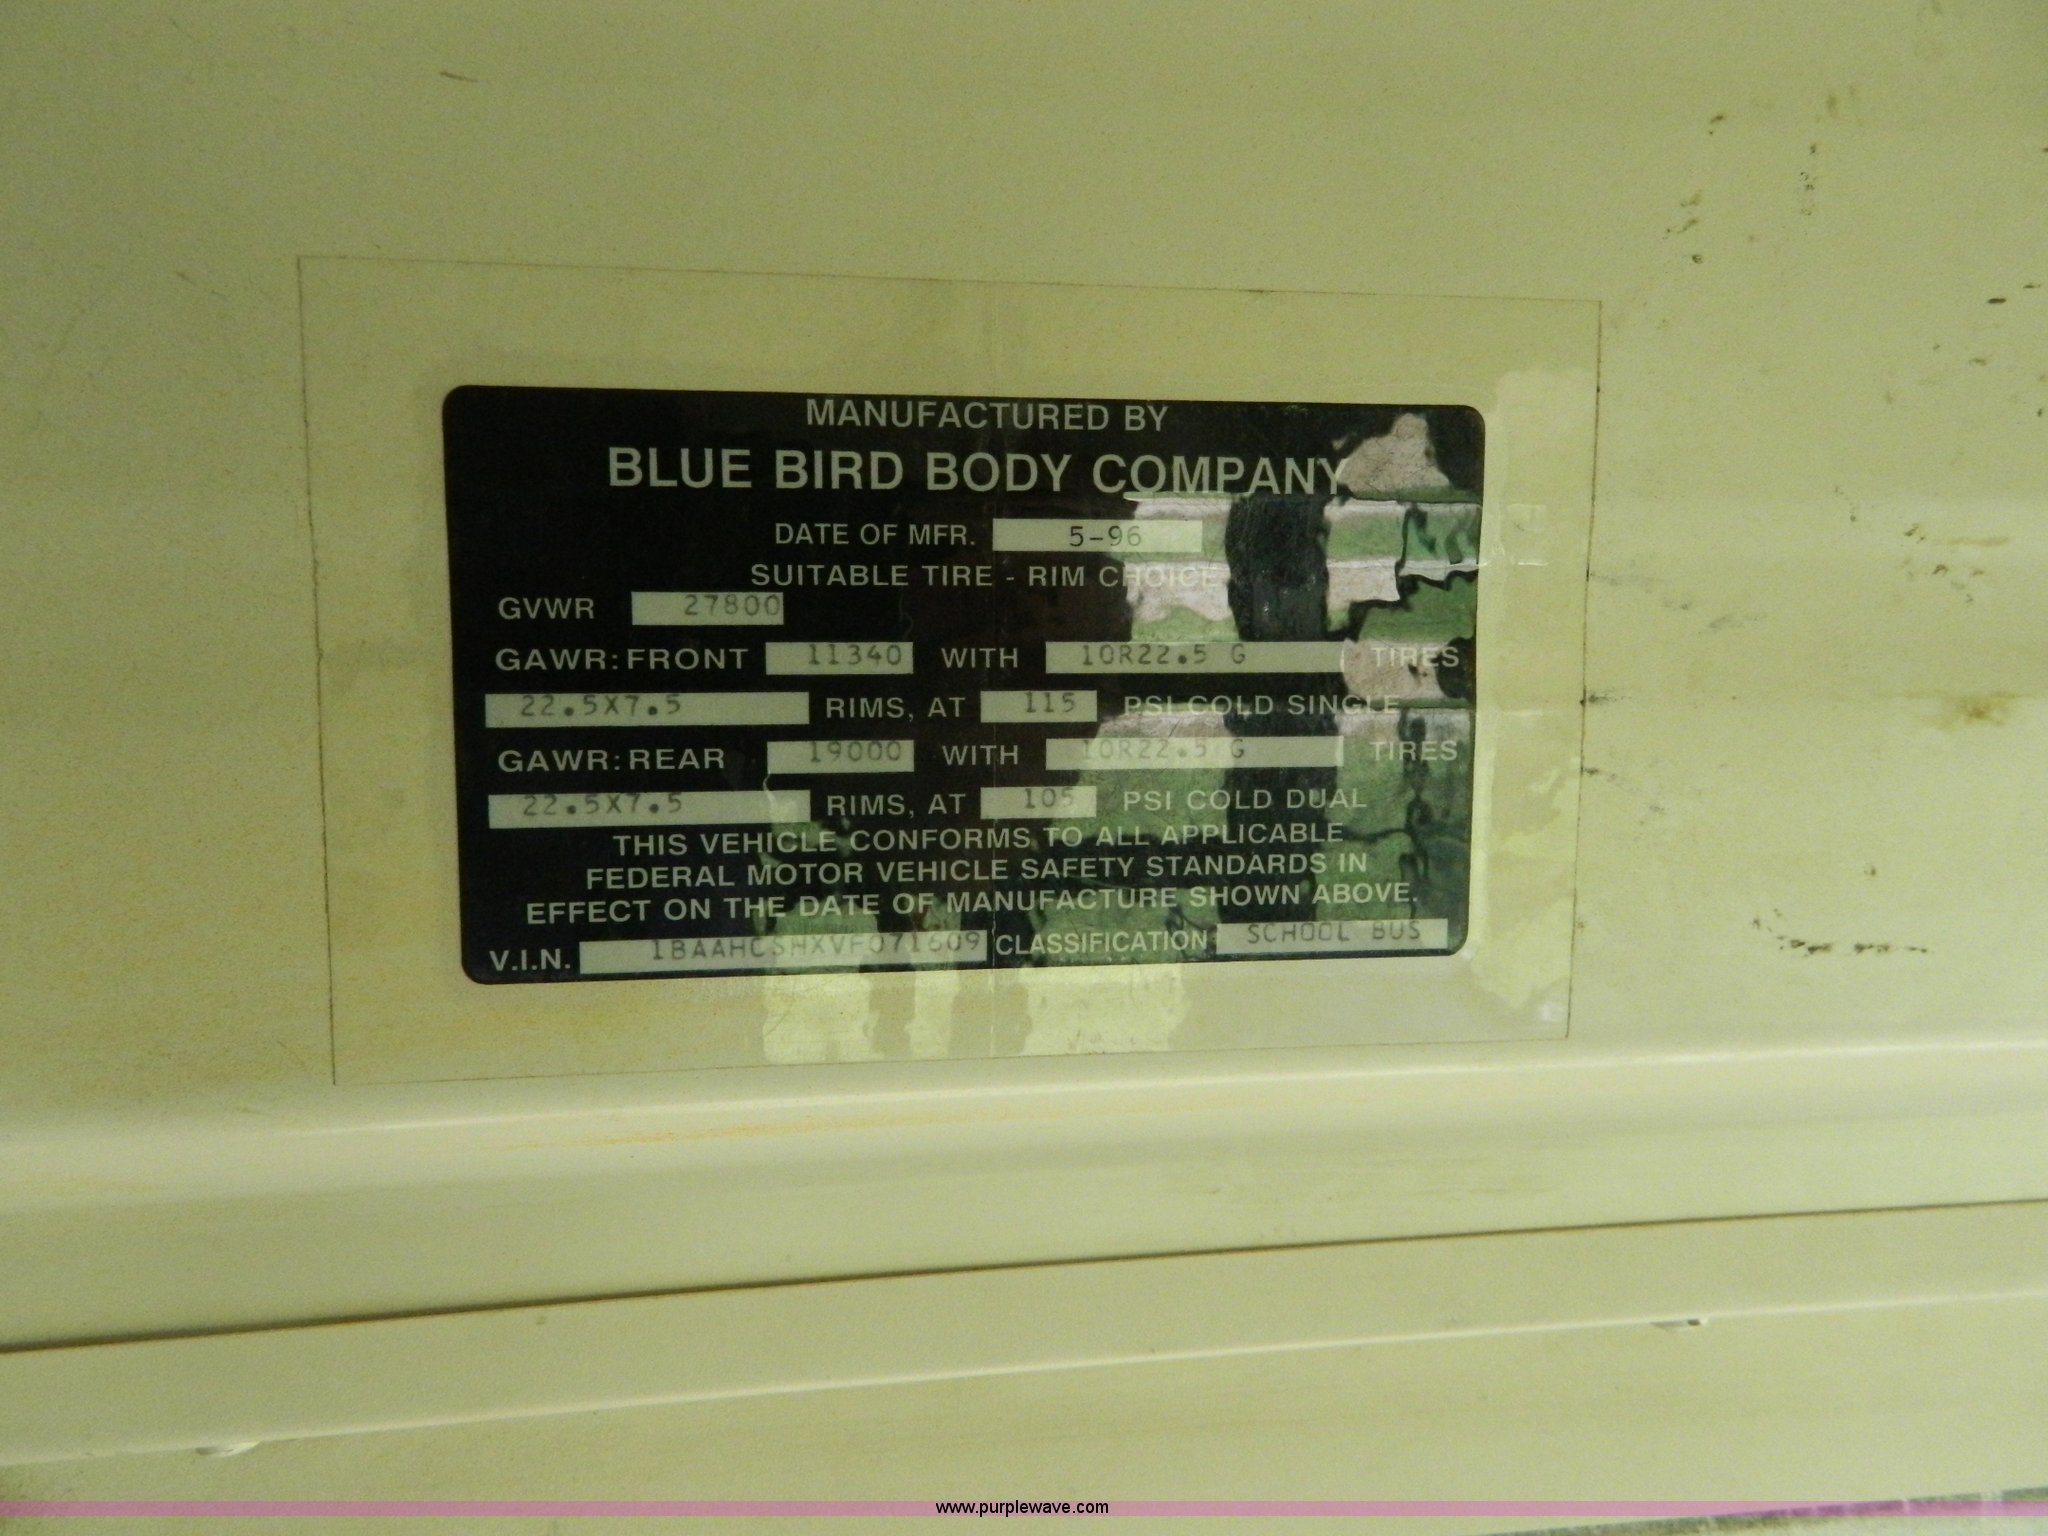 MANUFACTURED BY
BLUE BIRD BODY COMPANY
DATE OF MFR. 5-96
SUITABLE TIRE - RIM CHOICE
GVWR 27800
GAWR: FRONT 11340 WITH 10R22.5 G TIRES
22.5X7.5 RIMS, AT 115 PSI COLD SINGLE
GAWR: REAR 19000 WITH 10R22.5 G TIRES
22.5X7.5 RIMS, AT 105 PSI COLD DUAL
THIS VEHICLE CONFORMS TO ALL APPLICABLE
FEDERAL MOTOR VEHICLE SAFETY STANDARDS IN
EFFECT ON THE DATE OF MANUFACTURE SHOWN ABOVE.
V.I.N. 1BAAHCSHXVF071609 CLASSIFICATION SCHOOL BUS
www.purplewave.com